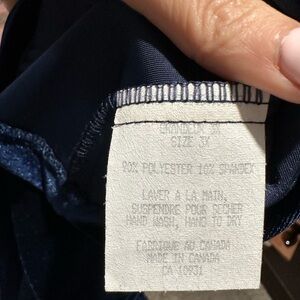 GRANDEUR 3X
SIZE 3X
90% POLYESTER 10% SPANDEX
LAVER A LA MAIN,
SUSPENDRE POUR SECHER
HAND WASH, HANG TO DRY
FABRIQUE AU CANADA
MADE IN CANADA
CA 10931